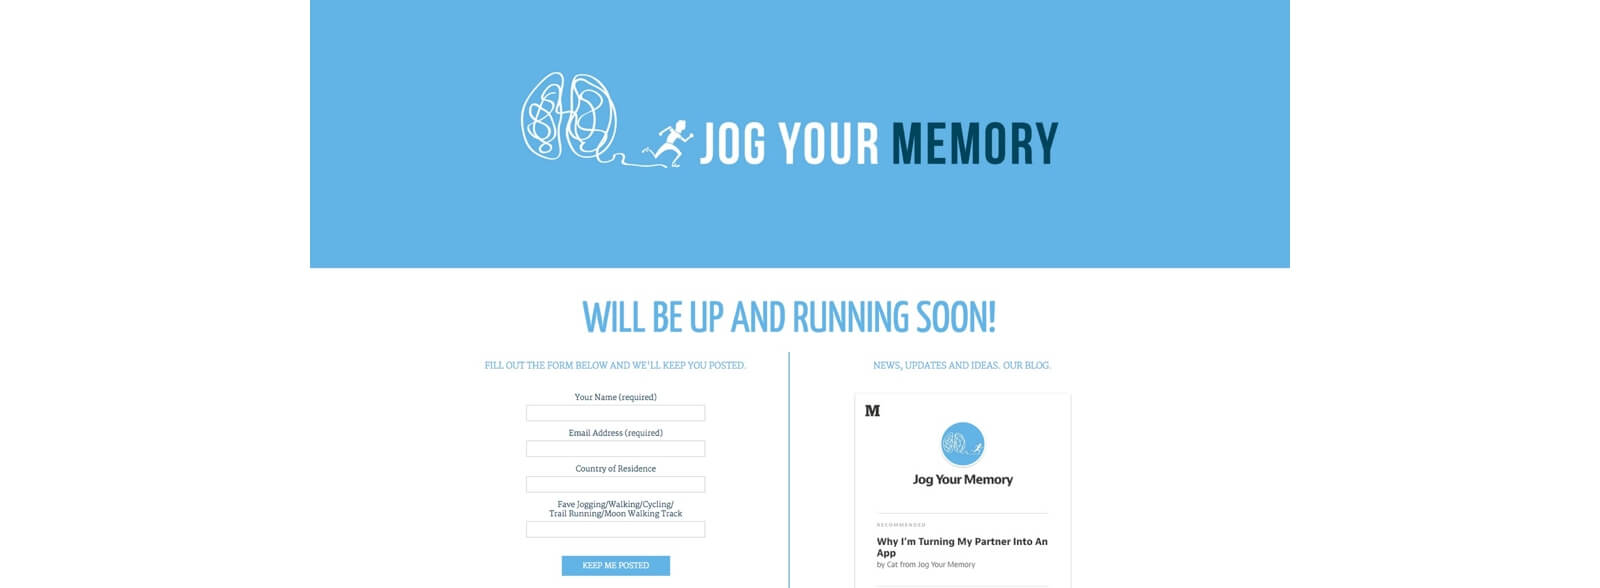 JOG YOUR MEMORY
WILL BE UP AND RUNNING SOON!
FILL OUT THE FORM BELOW AND WE'LL KEEP YOU POSTED.
Your Name (required)
Email Address (required)
Country of Residence
Fave Jogging/Walking/Cycling/
Trail Running/Moon Walking Track
KEEP ME POSTED
NEWS, UPDATES AND IDEAS. OUR BLOG.
M
Jog Your Memory
RECOMMENDED
Why I'm Turning My Partner Into An
App
by Cat from Jog Your Memory